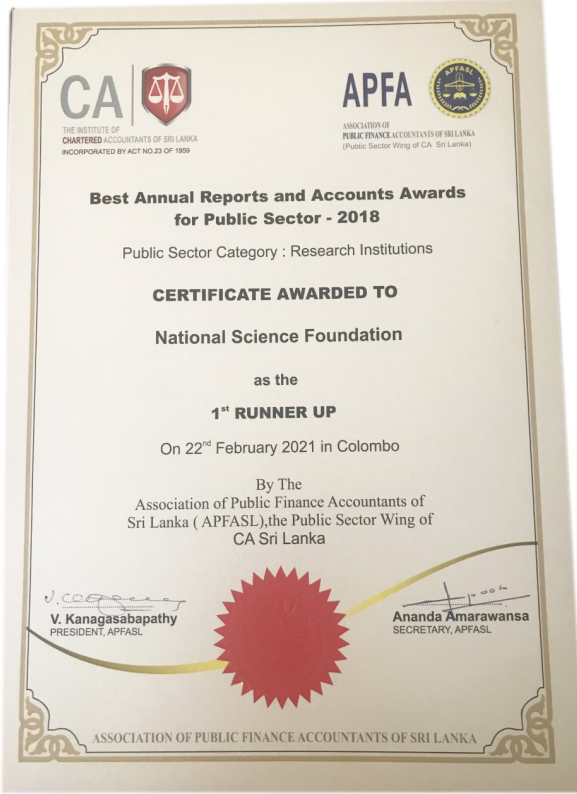 CA
THE INSTITUTE OF
CHARTERED ACCOUNTANTS OF SRI LANKA
INCORPORATED BY ACT NO.23 OF 1959
APFA
APFASL
ASSOCIATION OF
PUBLIC FINANCE ACCOUNTANTS OF SRI LANKA
(Public Sector Wing of CA Sri Lanka)
Best Annual Reports and Accounts Awards
for Public Sector - 2018
Public Sector Category : Research Institutions
CERTIFICATE AWARDED TO
National Science Foundation
as the
1st RUNNER UP
On 22nd February 2021 in Colombo
By The
Association of Public Finance Accountants of
Sri Lanka ( APFASL),the Public Sector Wing of
CA Sri Lanka
V. Kanagasabapathy
PRESIDENT, APFASL
Ananda Amarawansa
SECRETARY, APFASL
ASSOCIATION OF PUBLIC FINANCE ACCOUNTANTS OF SRI LANKA